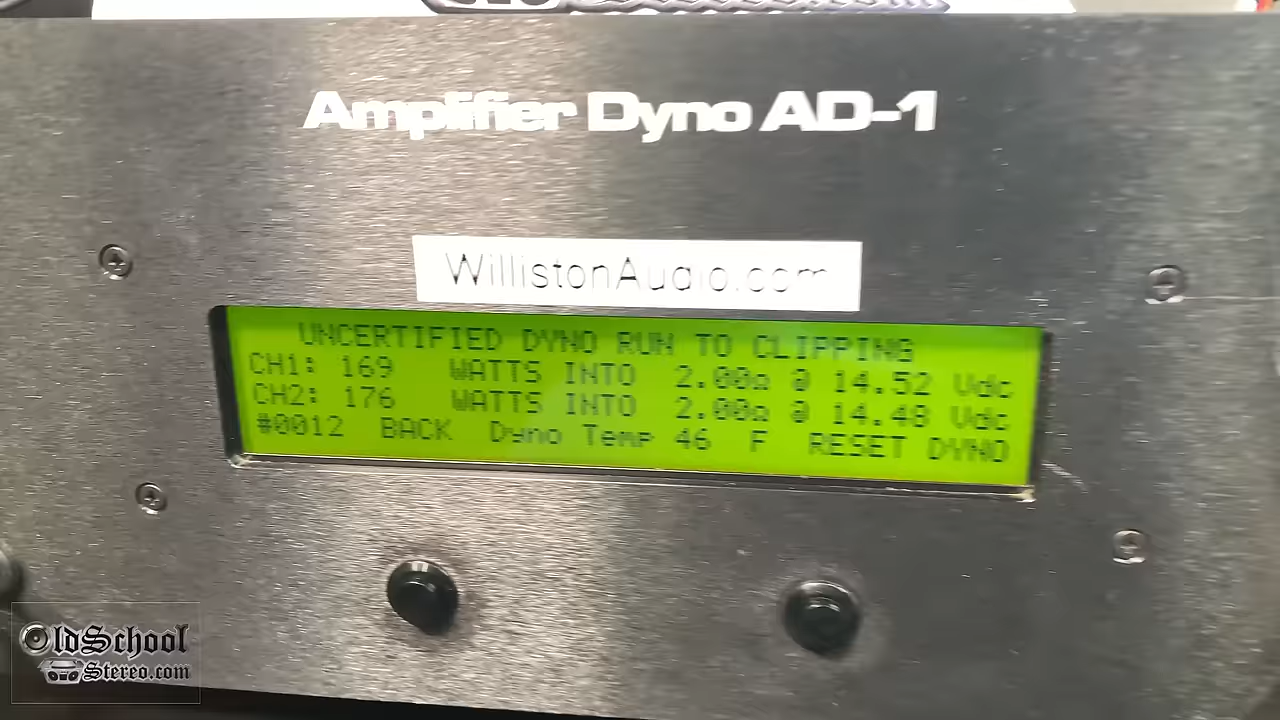 Amplifier Dyno AD-1
WillistonAudio.com
UNCERTIFIED DYNO RUN TO CLIPPING
CH1: 169 WATTS INTO 2.00Ω @ 14.52 Vdc
CH2: 176 WATTS INTO 2.00Ω @ 14.48 Vdc
#0012 BACK Dyno Temp 46 F RESET DYNO
OldSchool
Stereo.com